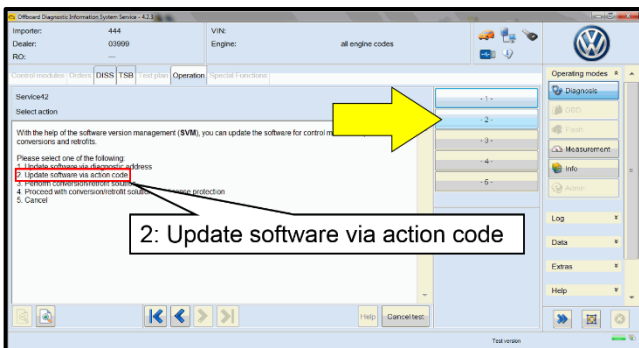 Offboard Diagnostic Information System Service - 4.2.3
Importer: 444
Dealer: 03999
RO: ---
VIN:
Engine: all engine codes
Control modules Orders DISS TSB Test plan Operation Special Functions
Service42
Select action
With the help of the software version management (SVM), you can update the software for control
conversions and retrofits.
Please select one of the following:
1. Update software via diagnostic address
2. Update software via action code
3. Perform conversion/retrofit solution
4. Proceed with conversion/retrofit protection
5. Cancel
2: Update software via action code
- 1 -
- 2 -
- 3 -
- 4 -
- 5 -
Help
Cancel test
Operating modes
Diagnosis
OBD
Flash
Measurement
Info
Admin
Log
Data
Extras
Help
Test version